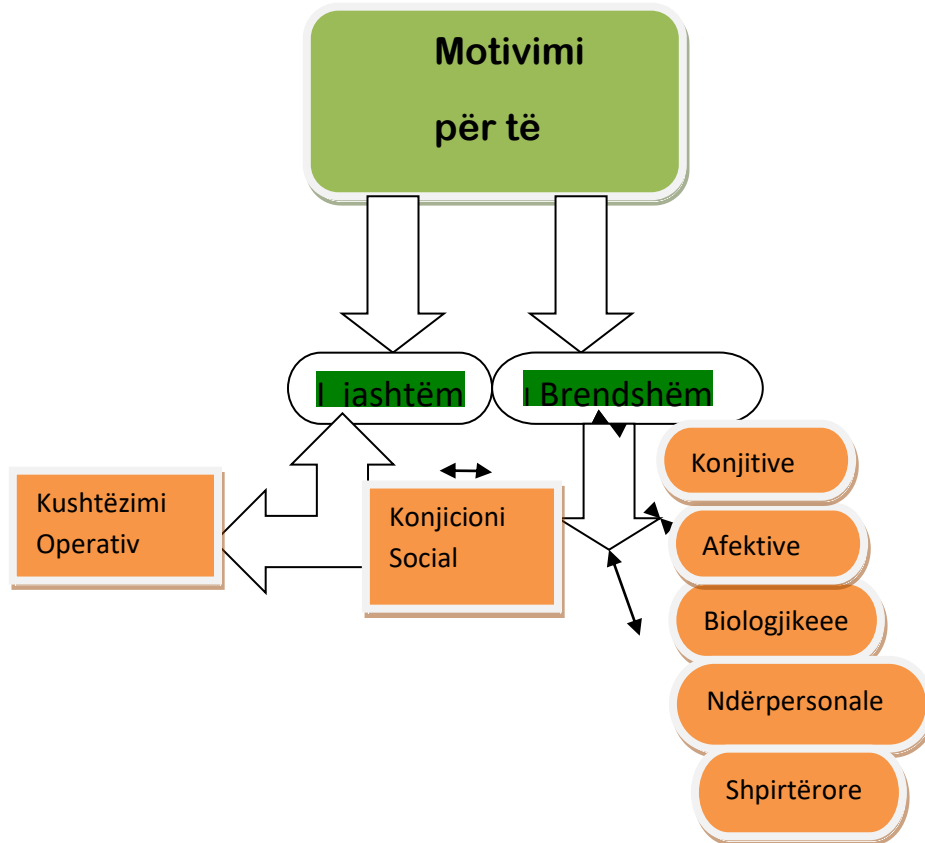 Motivimi
për të
I jashtëm
I Brendshëm
Konjitive
Kushtëzimi
Operativ
Konjicioni
Social
Afektive
Biologjikeee
Ndërpersonale
Shpirtërore